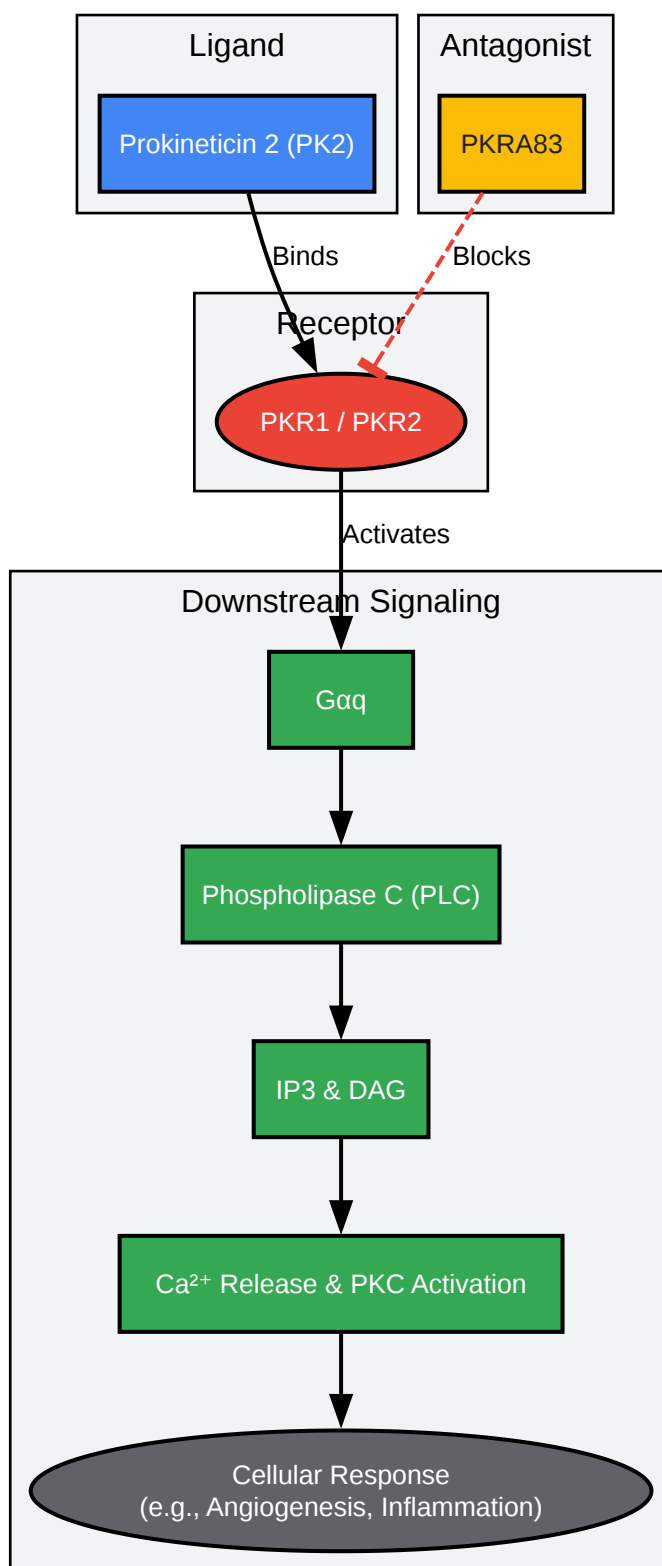 Ligand
Antagonist
Prokineticin 2 (PK2)
PKRA83
Binds
Blocks
Receptor
PKR1 / PKR2
Activates
Downstream Signaling
Gαq
Phospholipase C (PLC)
IP3 & DAG
Ca²⁺ Release & PKC Activation
Cellular Response
(e.g., Angiogenesis, Inflammation)